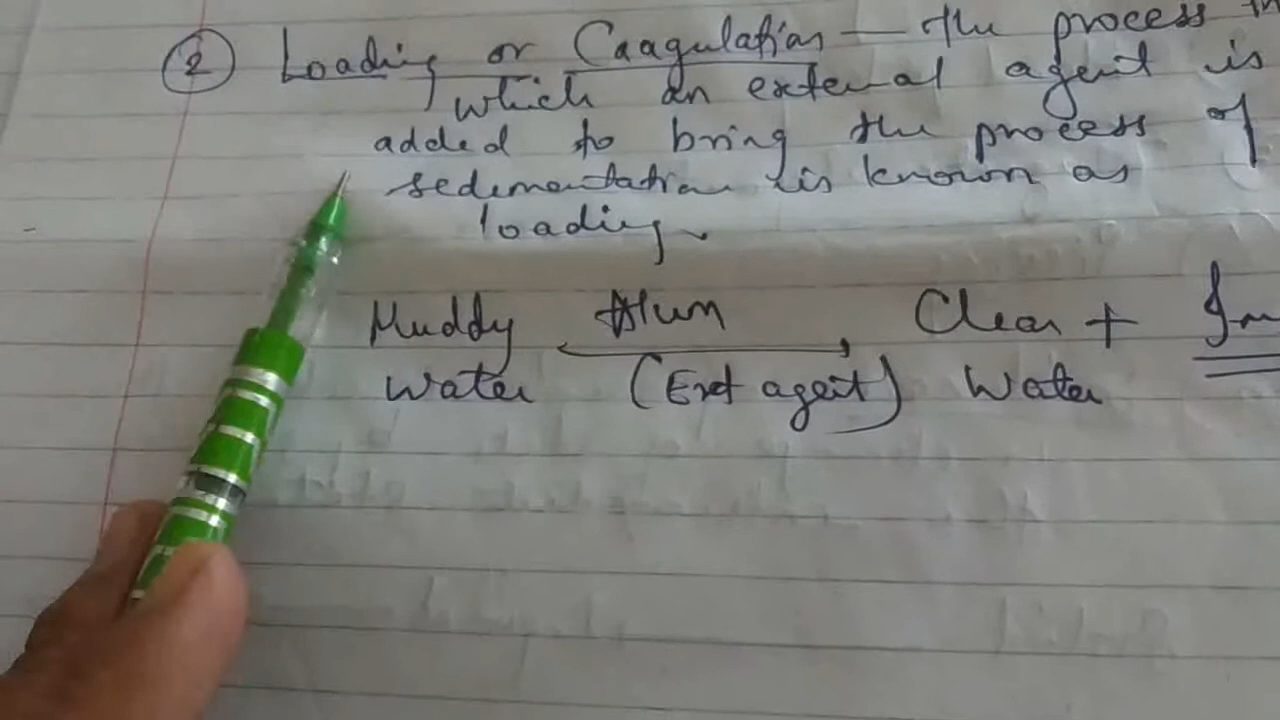 2 Loading or Coagulation — the process in
which an external agent is
added to bring the process of
sedimentation is known as
loading.
Muddy Alum Clear +
Water (Ext agent) Water